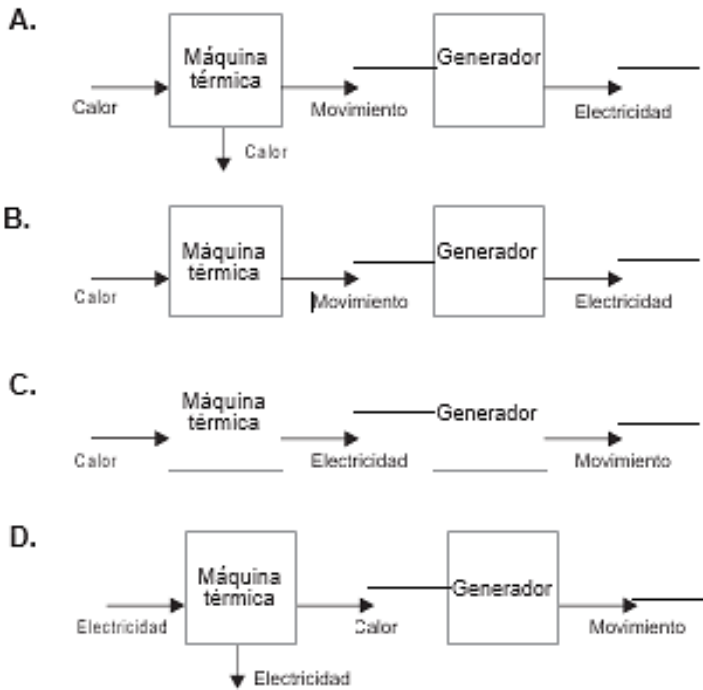 A.
Máquina
térmica
Generador
Calor
Movimiento
Electricidad
Calor
B.
Máquina
térmica
Generador
Calor
Movimiento
Electricidad
C.
Máquina
térmica
Generador
Calor
Electricidad
Movimiento
D.
Máquina
térmica
Generador
Electricidad
Calor
Movimiento
Electricidad